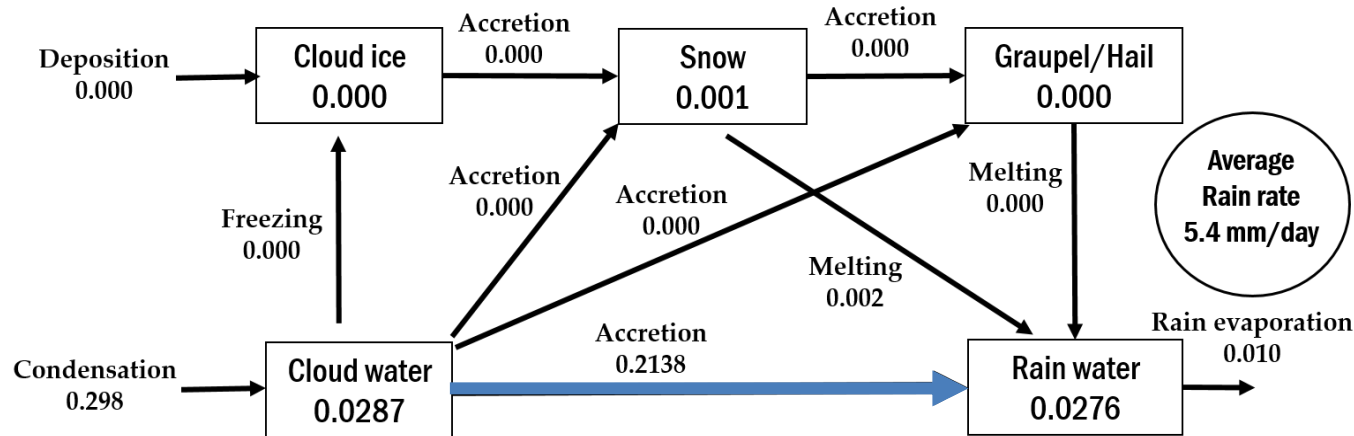 Deposition
0.000
Cloud ice
0.000
Accretion
0.000
Snow
0.001
Accretion
0.000
Graupel/Hail
0.000
Freezing
0.000
Accretion
0.000
Accretion
0.000
Melting
0.002
Melting
0.000
Average
Rain rate
5.4 mm/day
Condensation
0.298
Cloud water
0.0287
Accretion
0.2138
Rain water
0.0276
Rain evaporation
0.010